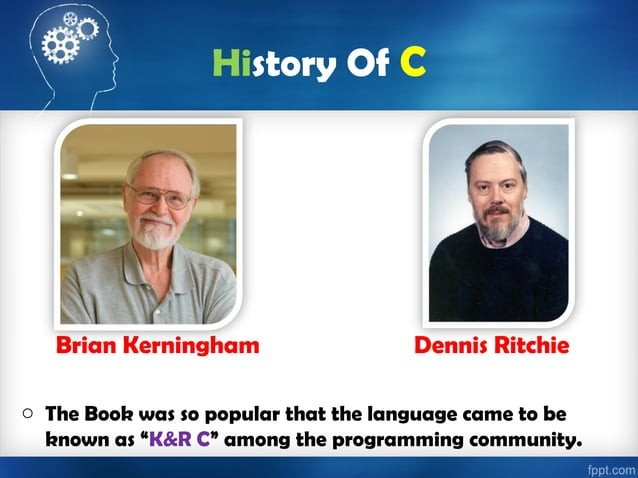 History Of C
Brian Kerningham
Dennis Ritchie
○ The Book was so popular that the language came to be
known as “K&R C” among the programming community.
fppt.com